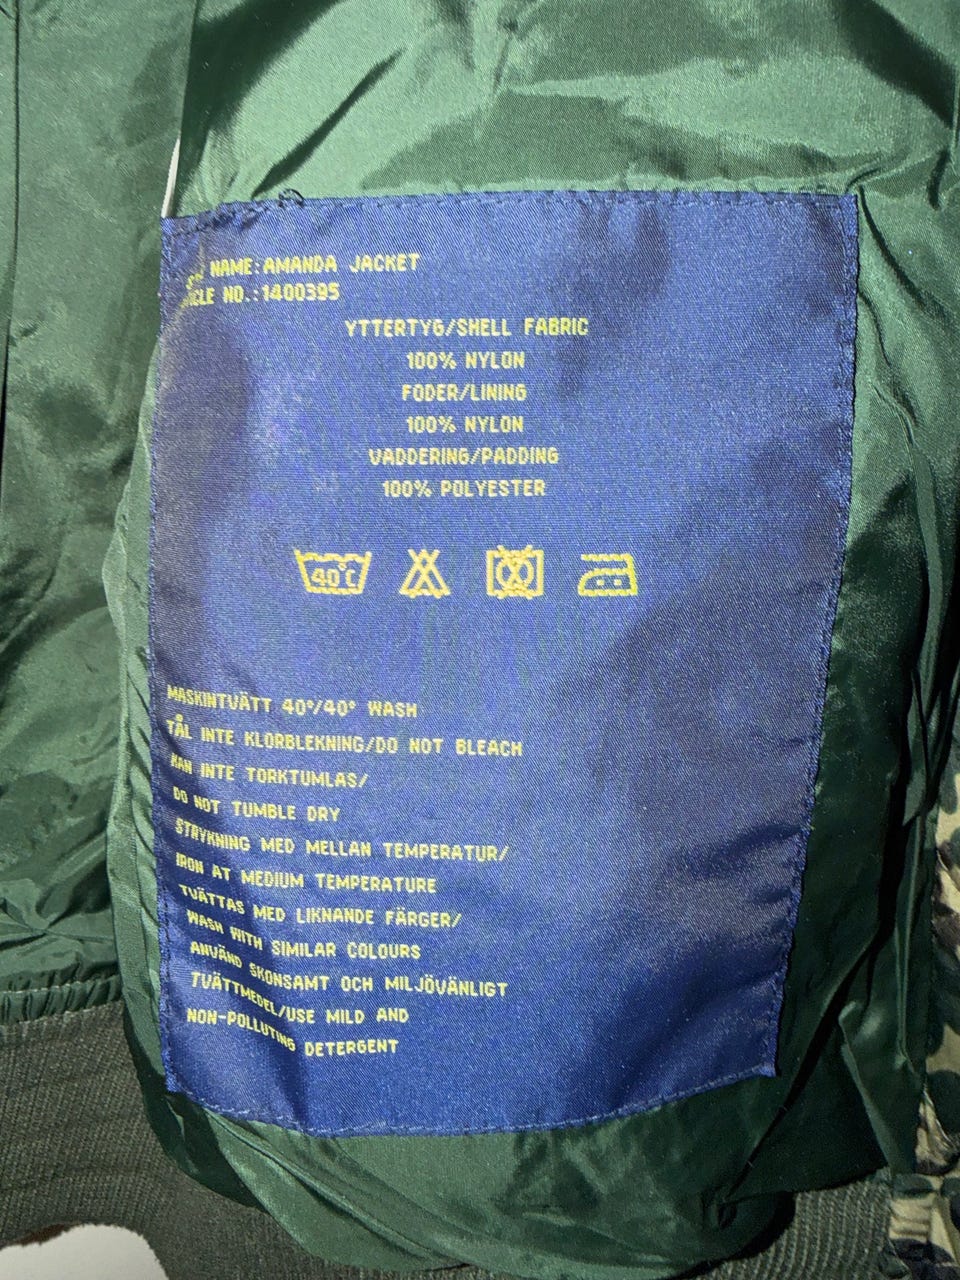 NAME:AMANDA JACKET
NO.:1400395
YTTERTYG/SHELL FABRIC
100% NYLON
FODER/LINING
100% NYLON
VADDERING/PADDING
100% POLYESTER
40°C
MASKINTVÄTT 40°/40° WASH
TÅL INTE KLORBLEKNING/DO NOT BLEACH
KAN INTE TORKTUMLAS/
DO NOT TUMBLE DRY
STRYKNING MED MELLAN TEMPERATUR/
IRON AT MEDIUM TEMPERATURE
TVÄTTAS MED LIKNANDE FÄRGER/
WASH WITH SIMILAR COLOURS
ANVÄND SKONSAMT OCH MILJÖVÄNLIGT
TVÄTTMEDEL/USE MILD AND
NON-POLLUTING DETERGENT